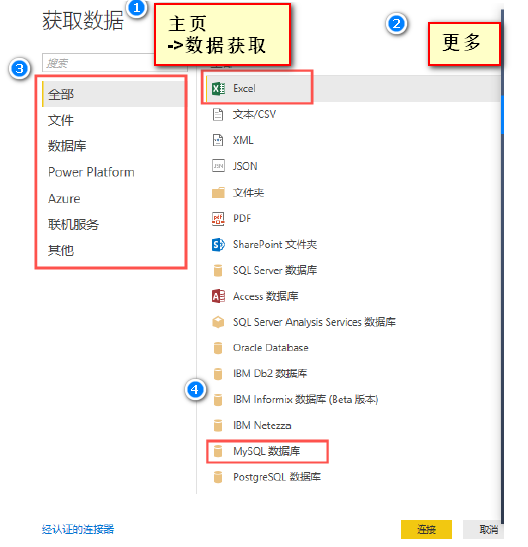 获取数据
1
主页
->数据获取
2
更多
3
搜索
全部
文件
数据库
Power Platform
Azure
联机服务
其他
Excel
文本/CSV
XML
JSON
文件夹
PDF
SharePoint 文件夹
SQL Server 数据库
Access 数据库
SQL Server Analysis Services 数据库
Oracle Database
IBM Db2 数据库
4
IBM Informix 数据库 (Beta 版本)
IBM Netezza
MySQL 数据库
PostgreSQL 数据库
经认证的连接器
连接
取消